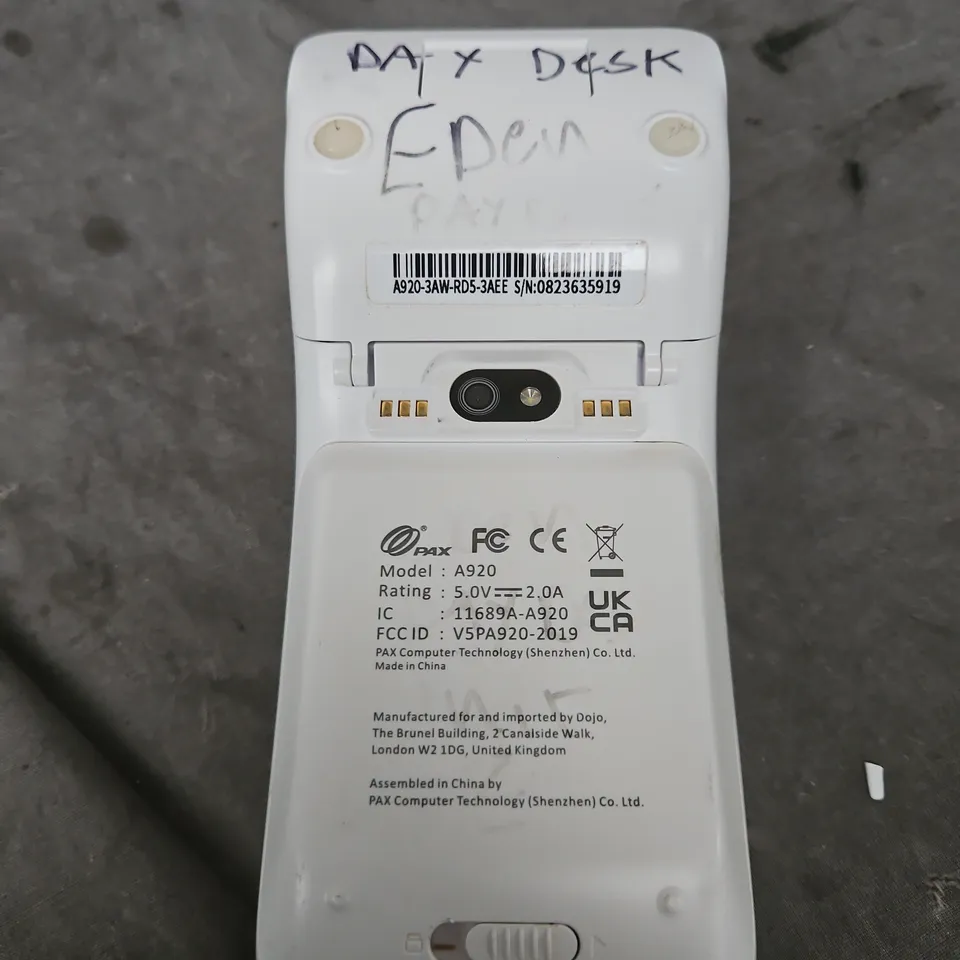 DAY DESK
EDen
A920-3AW-RD5-3AEE S/N:0823635919
PAX FC CE
Model : A920
Rating : 5.0V⎓2.0A
IC : 11689A-A920
FCC ID : V5PA920-2019
UK
CA
PAX Computer Technology (Shenzhen) Co. Ltd.
Made in China
Manufactured for and imported by Dojo,
The Brunel Building, 2 Canalside Walk,
London W2 1DG, United Kingdom
Assembled in China by
PAX Computer Technology (Shenzhen) Co. Ltd.